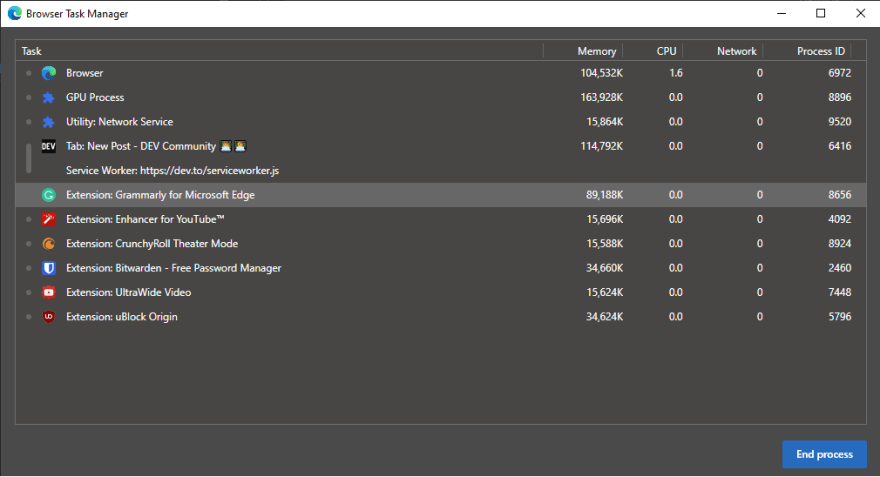 Browser Task Manager
Task Memory CPU Network Process ID
Browser 104,532K 1.6 0 6972
GPU Process 163,928K 0.0 0 8896
Utility: Network Service 15,864K 0.0 0 9520
DEV Tab: New Post - DEV Community 👩‍💻👨‍💻 114,792K 0.0 0 6416
Service Worker: https://dev.to/serviceworker.js
Extension: Grammarly for Microsoft Edge 89,188K 0.0 0 8656
Extension: Enhancer for YouTube™ 15,696K 0.0 0 4092
Extension: CrunchyRoll Theater Mode 15,588K 0.0 0 8924
Extension: Bitwarden - Free Password Manager 34,660K 0.0 0 2460
Extension: UltraWide Video 15,624K 0.0 0 7448
Extension: uBlock Origin 34,624K 0.0 0 5796
End process